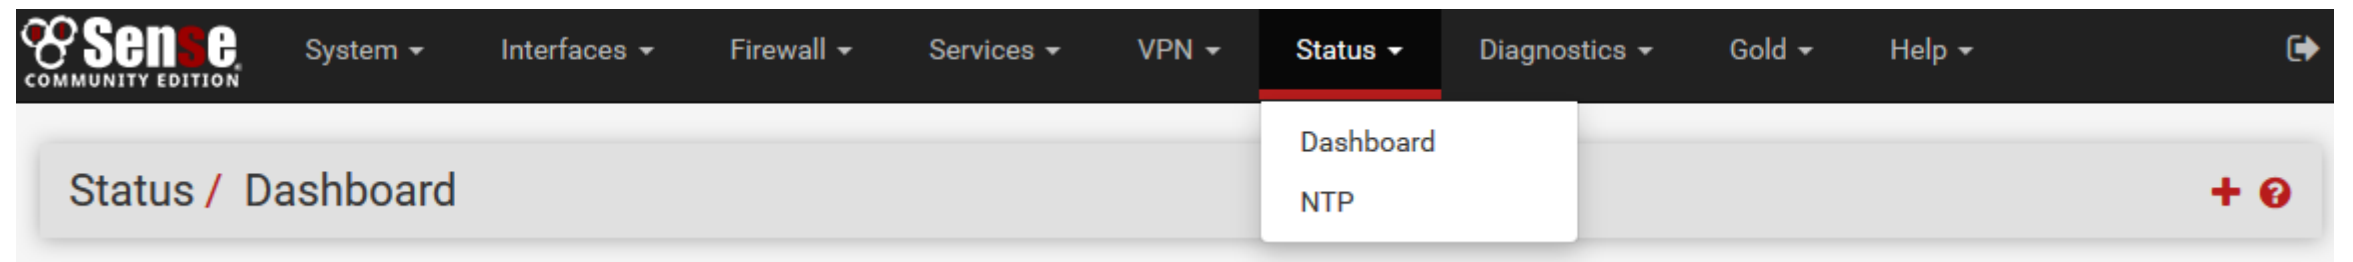 Sense
COMMUNITY EDITION
System Interfaces Firewall Services VPN Status Diagnostics Gold Help
Dashboard
NTP
Status / Dashboard